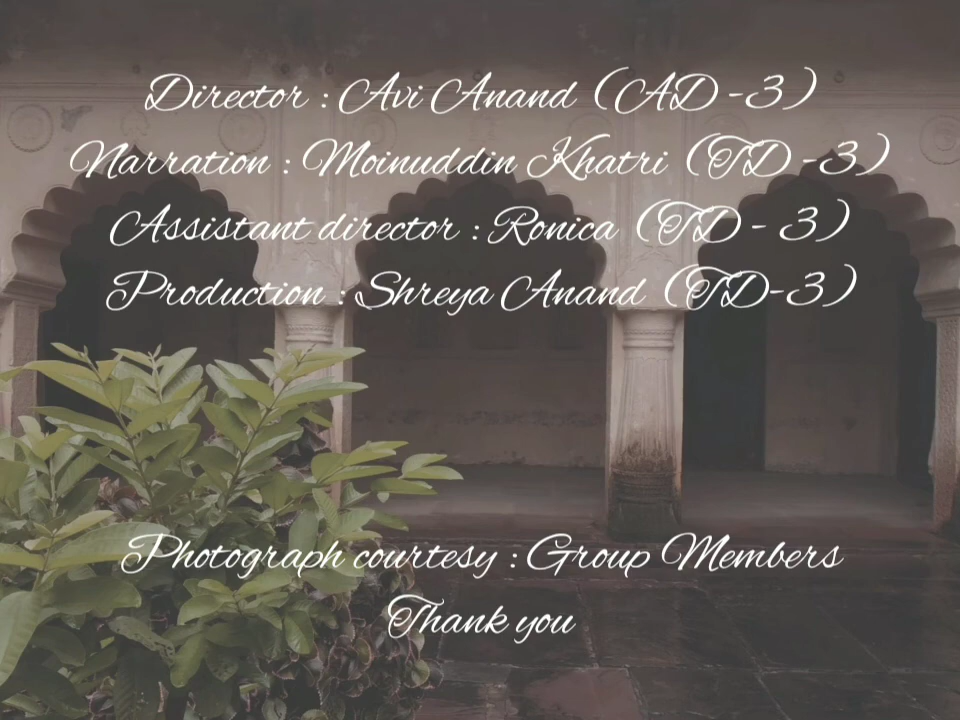 Director : Avi Anand (AD -3)
Narration : Moinuddin Khatri (TD -3)
Assistant director : Ronica (TD - 3)
Production : Shreya Anand (TD-3)
Photograph courtesy : Group Members
Thank you